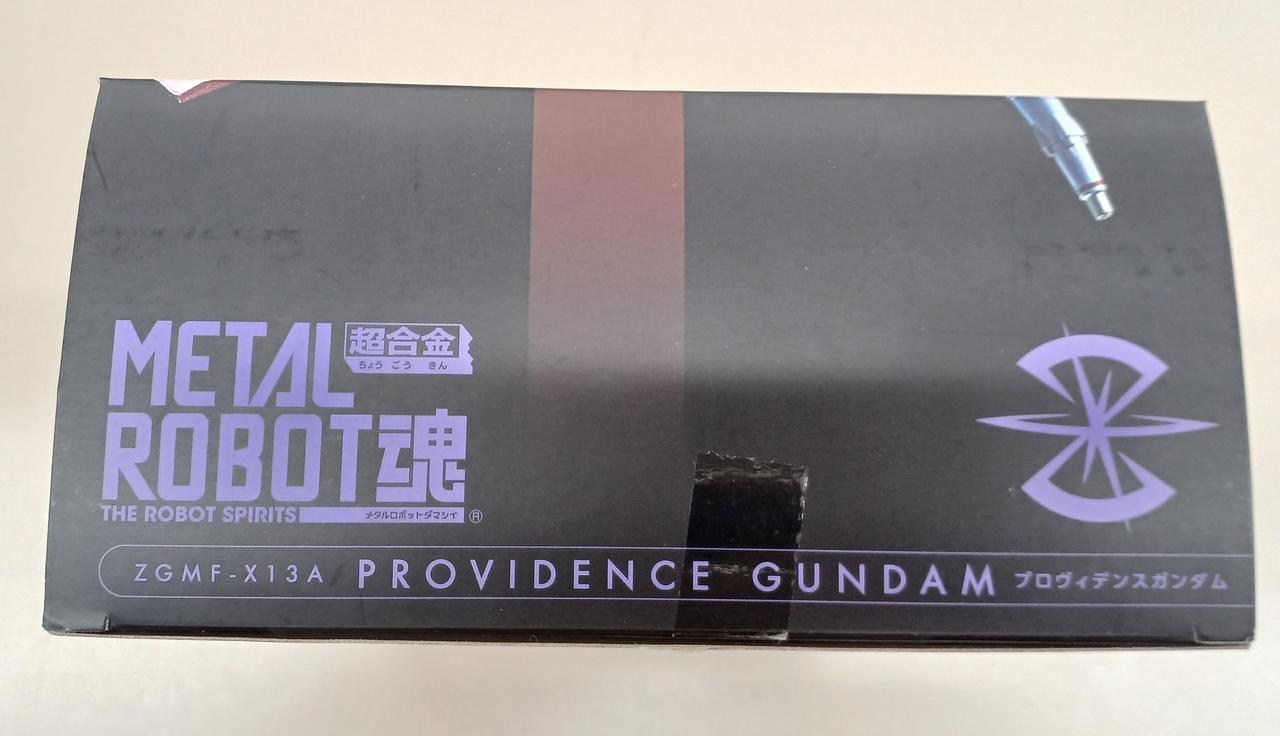 METAL 超合金
ちょう ごう きん
ROBOT魂
THE ROBOT SPIRITS メタルロボットダマシイ ®
ZGMF-X13A PROVIDENCE GUNDAM プロヴィデンスガンダム